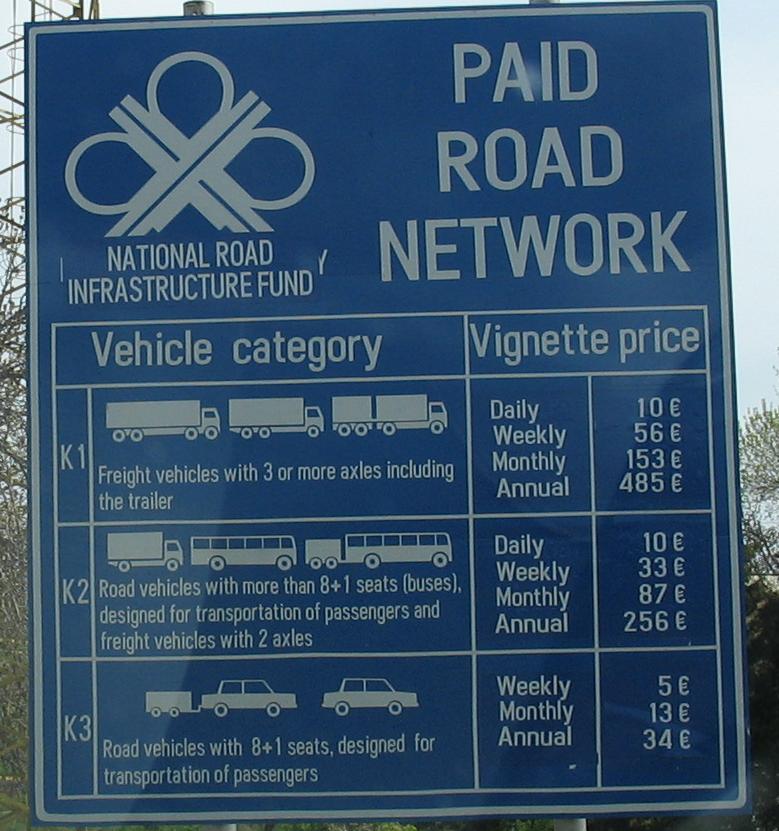 PAID
ROAD
NETWORK
NATIONAL ROAD
INFRASTRUCTURE FUND
Vehicle category
Vignette price
K1
Freight vehicles with 3 or more axles including
the trailer
Daily 10 €
Weekly 56 €
Monthly 153 €
Annual 485 €
K2
Road vehicles with more than 8+1 seats (buses),
designed for transportation of passengers and
freight vehicles with 2 axles
Daily 10 €
Weekly 33 €
Monthly 87 €
Annual 256 €
K3
Road vehicles with 8+1 seats, designed for
transportation of passengers
Weekly 5 €
Monthly 13 €
Annual 34 €